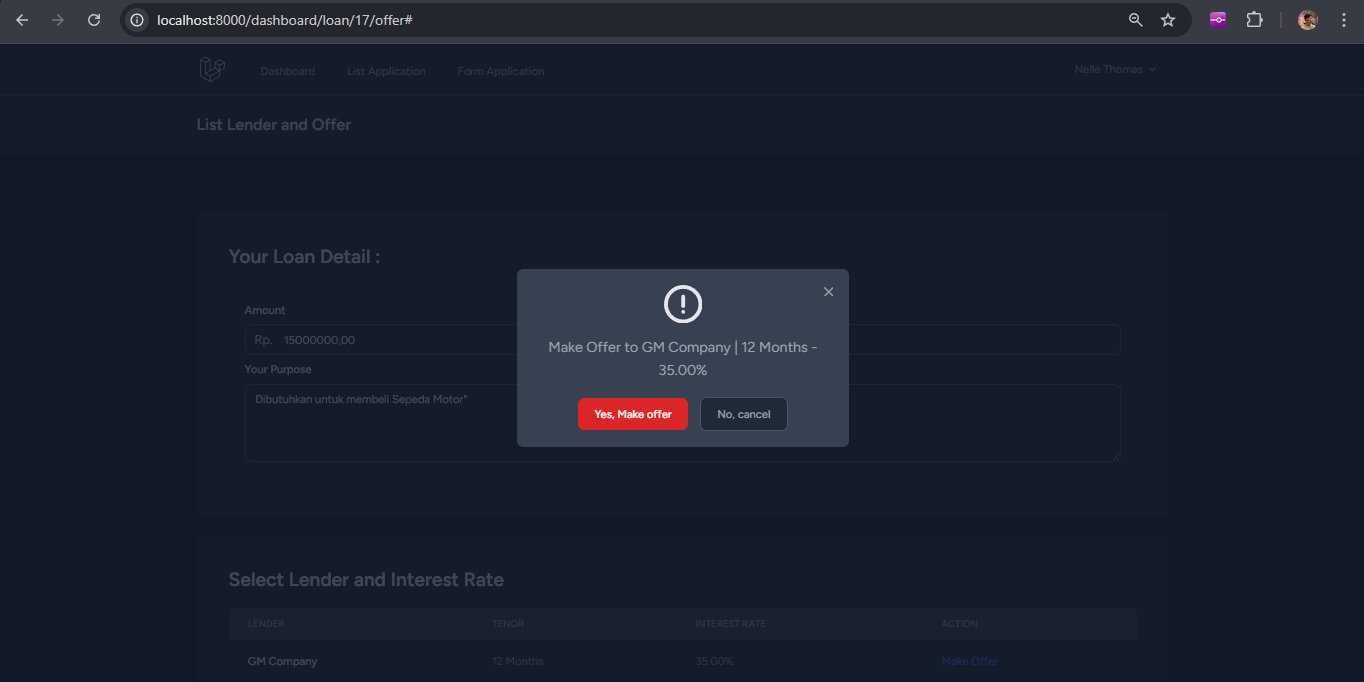 localhost:8000/dashboard/loan/17/offer#
Dashboard List Application Form Application Nelle Thomas
List Lender and Offer
Your Loan Detail :
Amount
Rp. 15000000,00
Your Purpose
Dibutuhkan untuk membeli Sepeda Motor"
Make Offer to GM Company | 12 Months -
35.00%
Yes, Make offer No, cancel
Select Lender and Interest Rate
LENDER TENOR INTEREST RATE ACTION
GM Company 12 Months 35.00% Make Offer